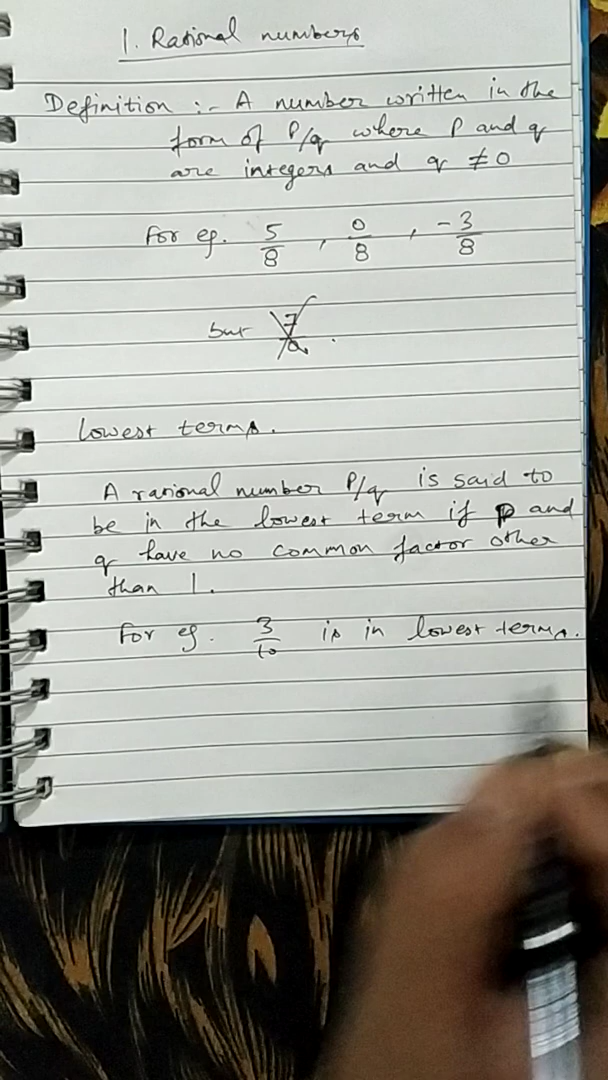 1. Rational numbers
Definition :- A number written in the
form of P/q where P and q
are integers and q ≠ 0
For eg. 5/8 , 0/8 , -3/8
but 7/0.
lowest terms.
A rational number P/q is said to
be in the lowest term if p and
q have no common factor other
than 1.
For eg. 3/10 is in lowest terms.